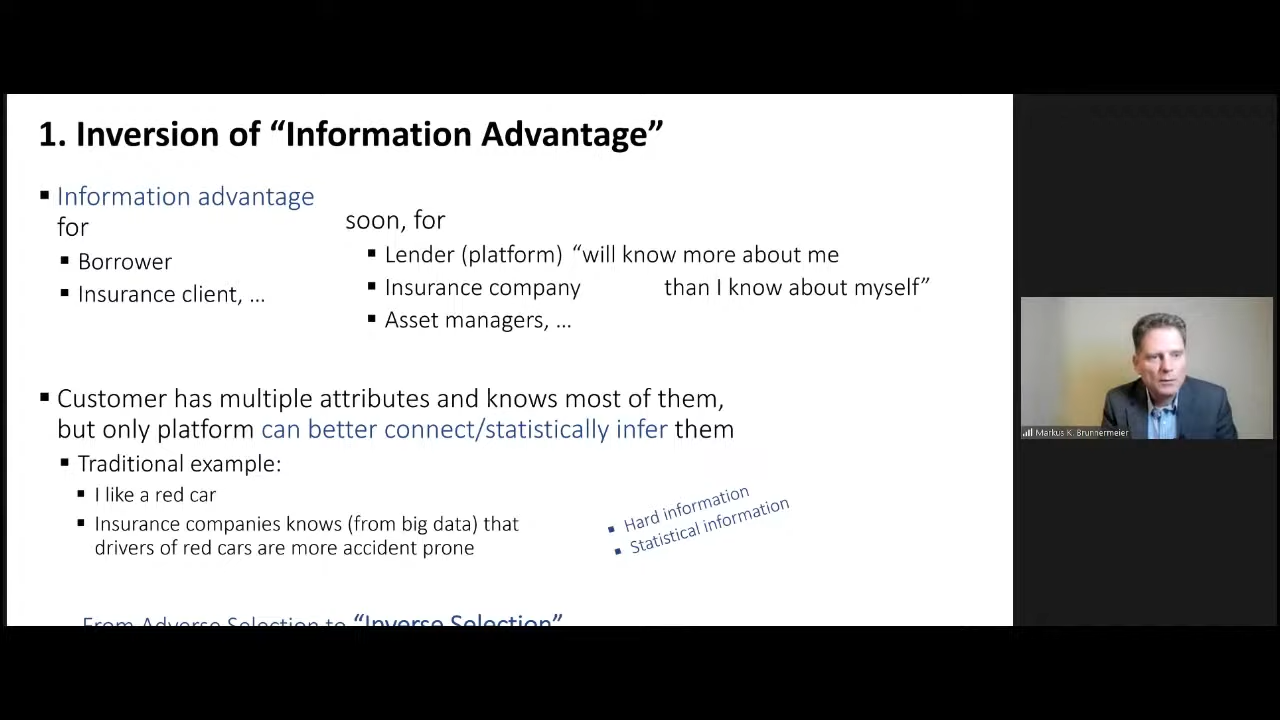 1. Inversion of “Information Advantage”
▪ Information advantage
for
▪ Borrower
▪ Insurance client, …
soon, for
▪ Lender (platform) “will know more about me
▪ Insurance company than I know about myself”
▪ Asset managers, …
▪ Customer has multiple attributes and knows most of them,
but only platform can better connect/statistically infer them
▪ Traditional example:
▪ I like a red car
▪ Insurance companies knows (from big data) that
drivers of red cars are more accident prone
▪ Hard information
▪ Statistical information
From Adverse Selection to “Inverse Selection”
Markus K. Brunnermeier